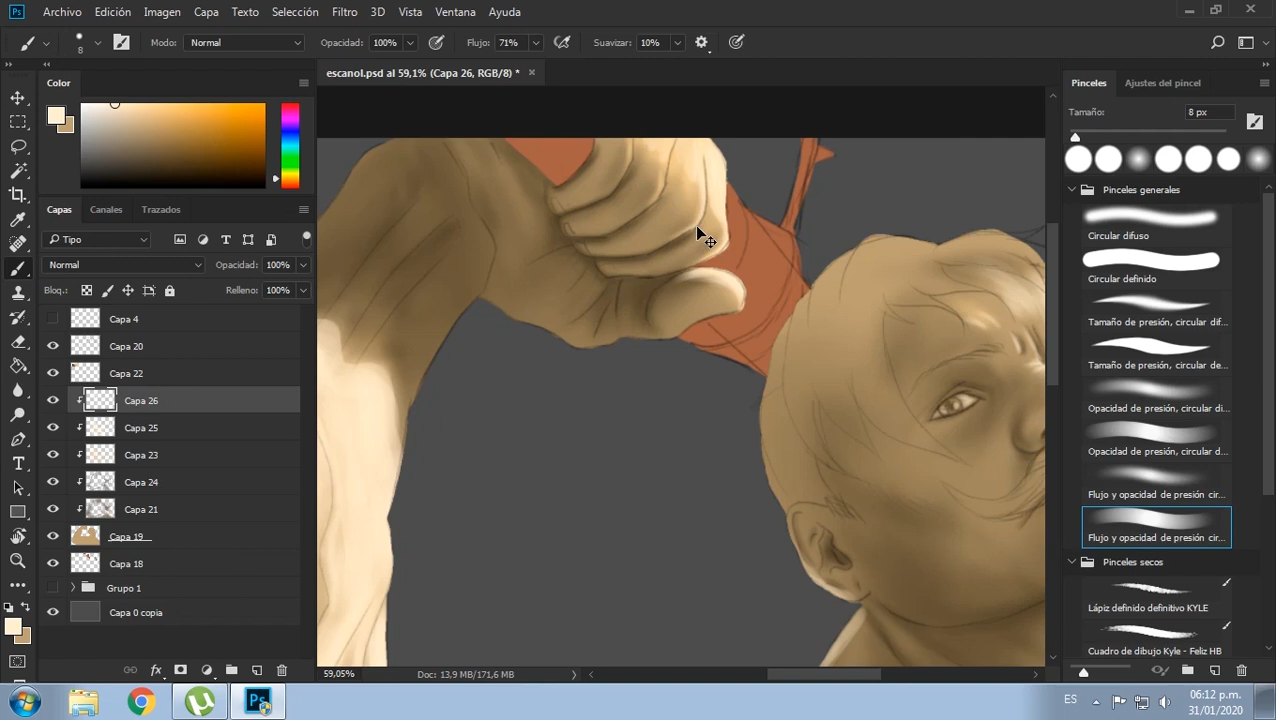 Ps Archivo Edición Imagen Capa Texto Selección Filtro 3D Vista Ventana Ayuda
8 Modo: Normal Opacidad: 100% Flujo: 71% Suavizar: 10%
escanol.psd al 59,1% (Capa 26, RGB/8) *
Color
Capas Canales Trazados
Tipo
Normal Opacidad: 100%
Bloq.: Relleno: 100%
Capa 4
Capa 20
Capa 22
Capa 26
Capa 25
Capa 23
Capa 24
Capa 21
Capa 19
Capa 18
Grupo 1
Capa 0 copia
fx
59,05% Doc: 13,9 MB/171,6 MB
Pinceles Ajustes del pincel
Tamaño: 8 px
Pinceles generales
Circular difuso
Circular definido
Tamaño de presión, circular dif...
Tamaño de presión, circular de...
Opacidad de presión, circular di...
Opacidad de presión, circular d...
Flujo y opacidad de presión cir...
Flujo y opacidad de presión cir...
Pinceles secos
Lápiz definido definitivo KYLE
Cuadro de dibujo Kyle - Feliz HB
Ps
ES
06:12 p.m.
31/01/2020